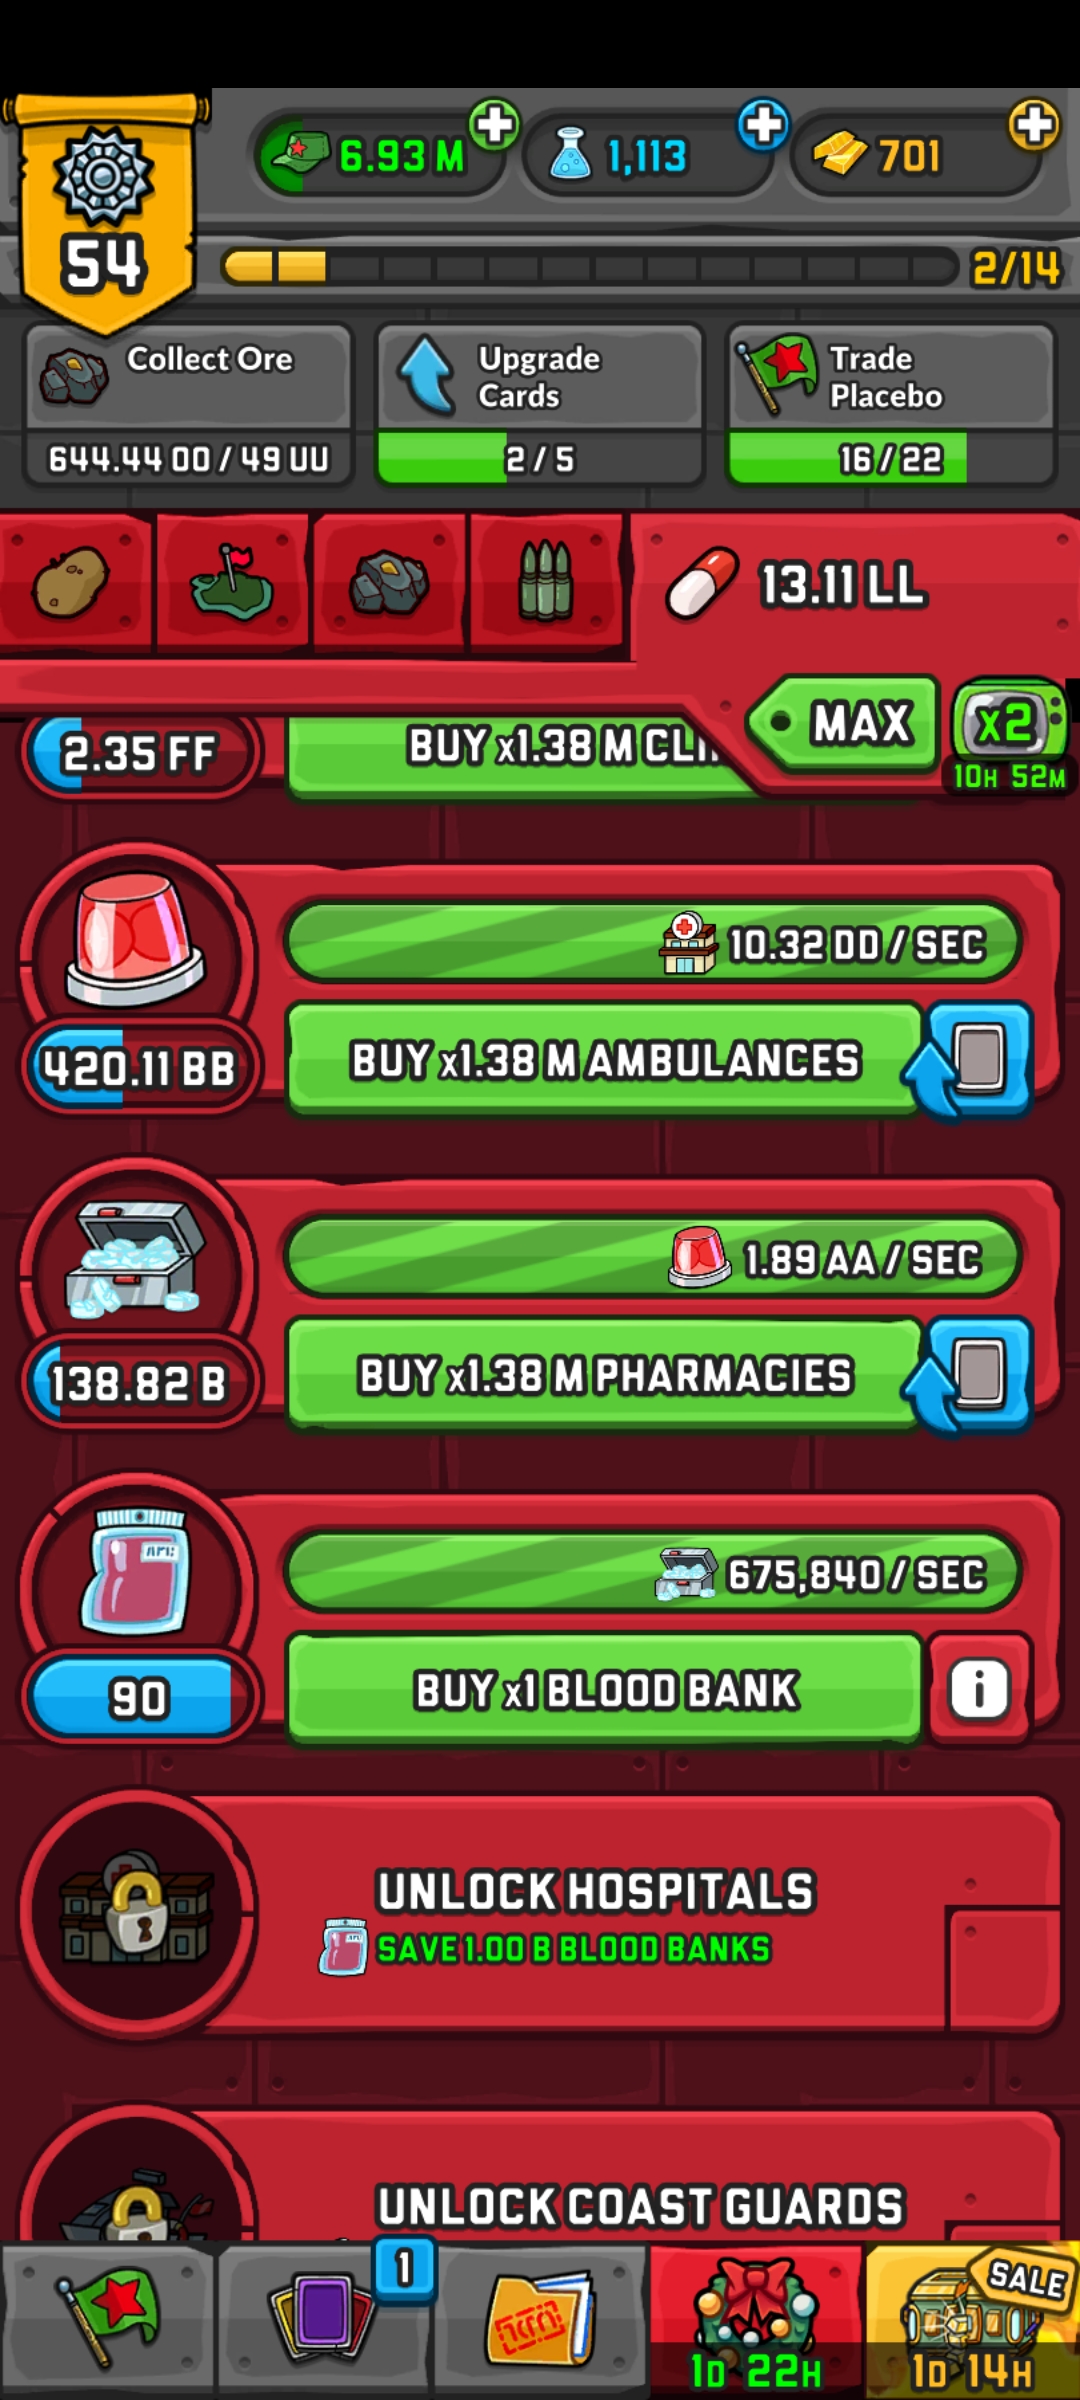 6.93 M
1,113
701
54
2/14
Collect Ore
644.44 OO / 49 UU
Upgrade
Cards
2 / 5
Trade
Placebo
16 / 22
13.11 LL
MAX
X2
10H 52M
2.35 FF
BUY x1.38 M CLI
10.32 DD / SEC
420.11 BB
BUY x1.38 M AMBULANCES
1.89 AA / SEC
138.82 B
BUY x1.38 M PHARMACIES
675,840 / SEC
90
BUY x1 BLOOD BANK
i
UNLOCK HOSPITALS
SAVE 1.00 B BLOOD BANKS
UNLOCK COAST GUARDS
1
SALE
1D 22H
1D 14H